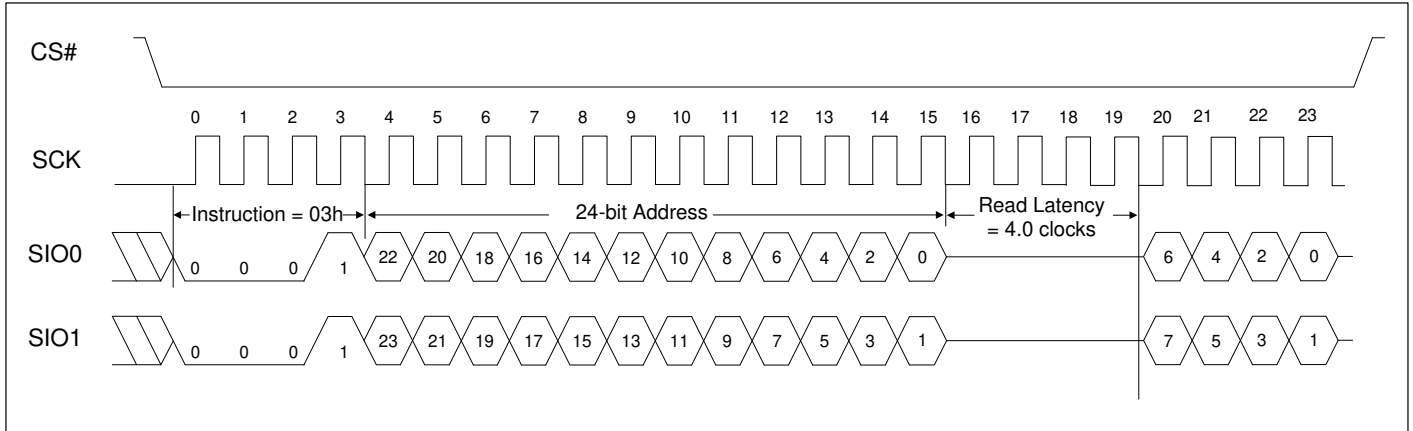 CS#
0 1 2 3 4 5 6 7 8 9 10 11 12 13 14 15 16 17 18 19 20 21 22 23
SCK
Instruction = 03h 24-bit Address Read Latency
= 4.0 clocks
SIO0 0 0 0 1 22 20 18 16 14 12 10 8 6 4 2 0 6 4 2 0
SIO1 0 0 0 1 23 21 19 17 15 13 11 9 7 5 3 1 7 5 3 1